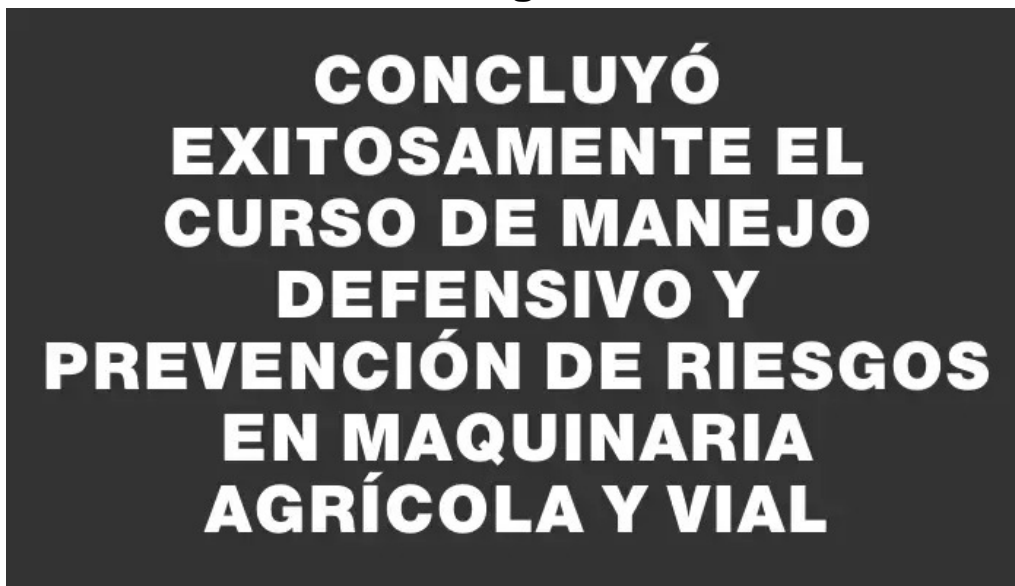 CONCLUYÓ
EXITOSAMENTE EL
CURSO DE MANEJO
DEFENSIVO Y
PREVENCIÓN DE RIESGOS
EN MAQUINARIA
AGRÍCOLA Y VIAL